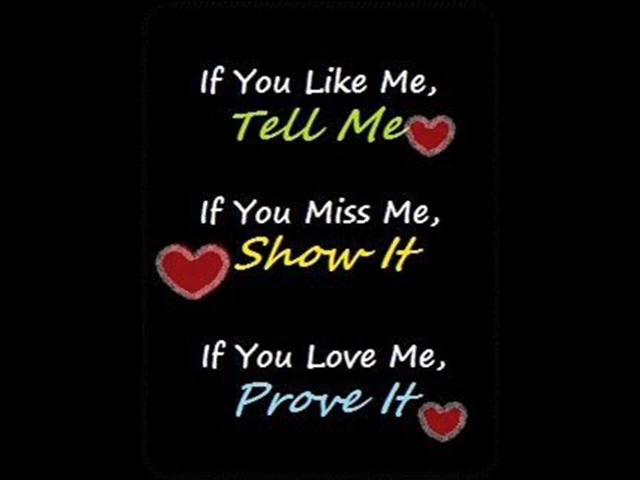 If You Like Me,
Tell Me
If You Miss Me,
Show It
If You Love Me,
Prove It